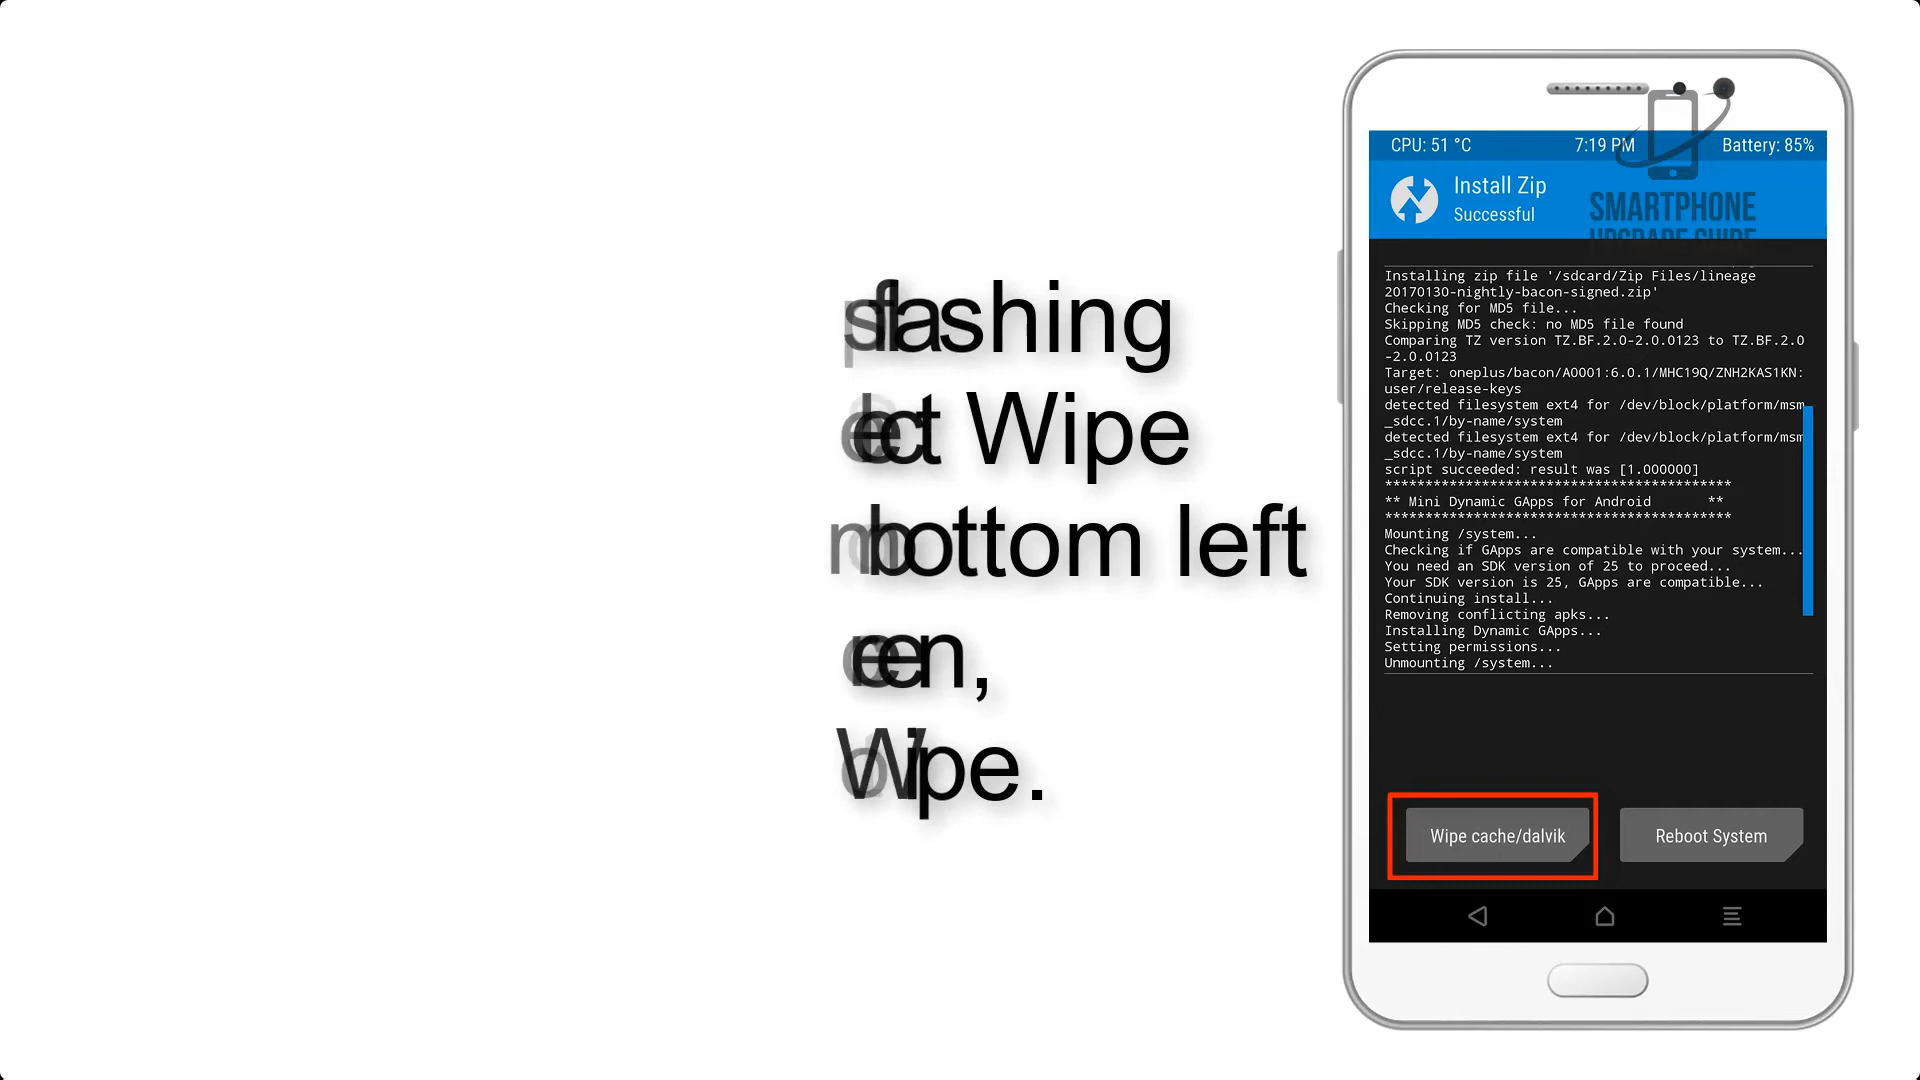 flashing
Wipe
bottom left
Wipe.
CPU: 51 °C 7:19 PM Battery: 85%
Install Zip
Successful
SMARTPHONE
UPGRADE GUIDE
Installing zip file '/sdcard/Zip Files/lineage
20170130-nightly-bacon-signed.zip'
Checking for MD5 file...
Skipping MD5 check: no MD5 file found
Comparing TZ version TZ.BF.2.0-2.0.0123 to TZ.BF.2.0
-2.0.0123
Target: oneplus/bacon/A0001:6.0.1/MHC19Q/ZNH2KAS1KN:
user/release-keys
detected filesystem ext4 for /dev/block/platform/msm
_sdcc.1/by-name/system
detected filesystem ext4 for /dev/block/platform/msm
_sdcc.1/by-name/system
script succeeded: result was [1.000000]
*******************************************
** Mini Dynamic GApps for Android **
*******************************************
Mounting /system...
Checking if GApps are compatible with your system...
You need an SDK version of 25 to proceed...
Your SDK version is 25, GApps are compatible...
Continuing install...
Removing conflicting apks...
Installing Dynamic GApps...
Setting permissions...
Unmounting /system...
Wipe cache/dalvik
Reboot System